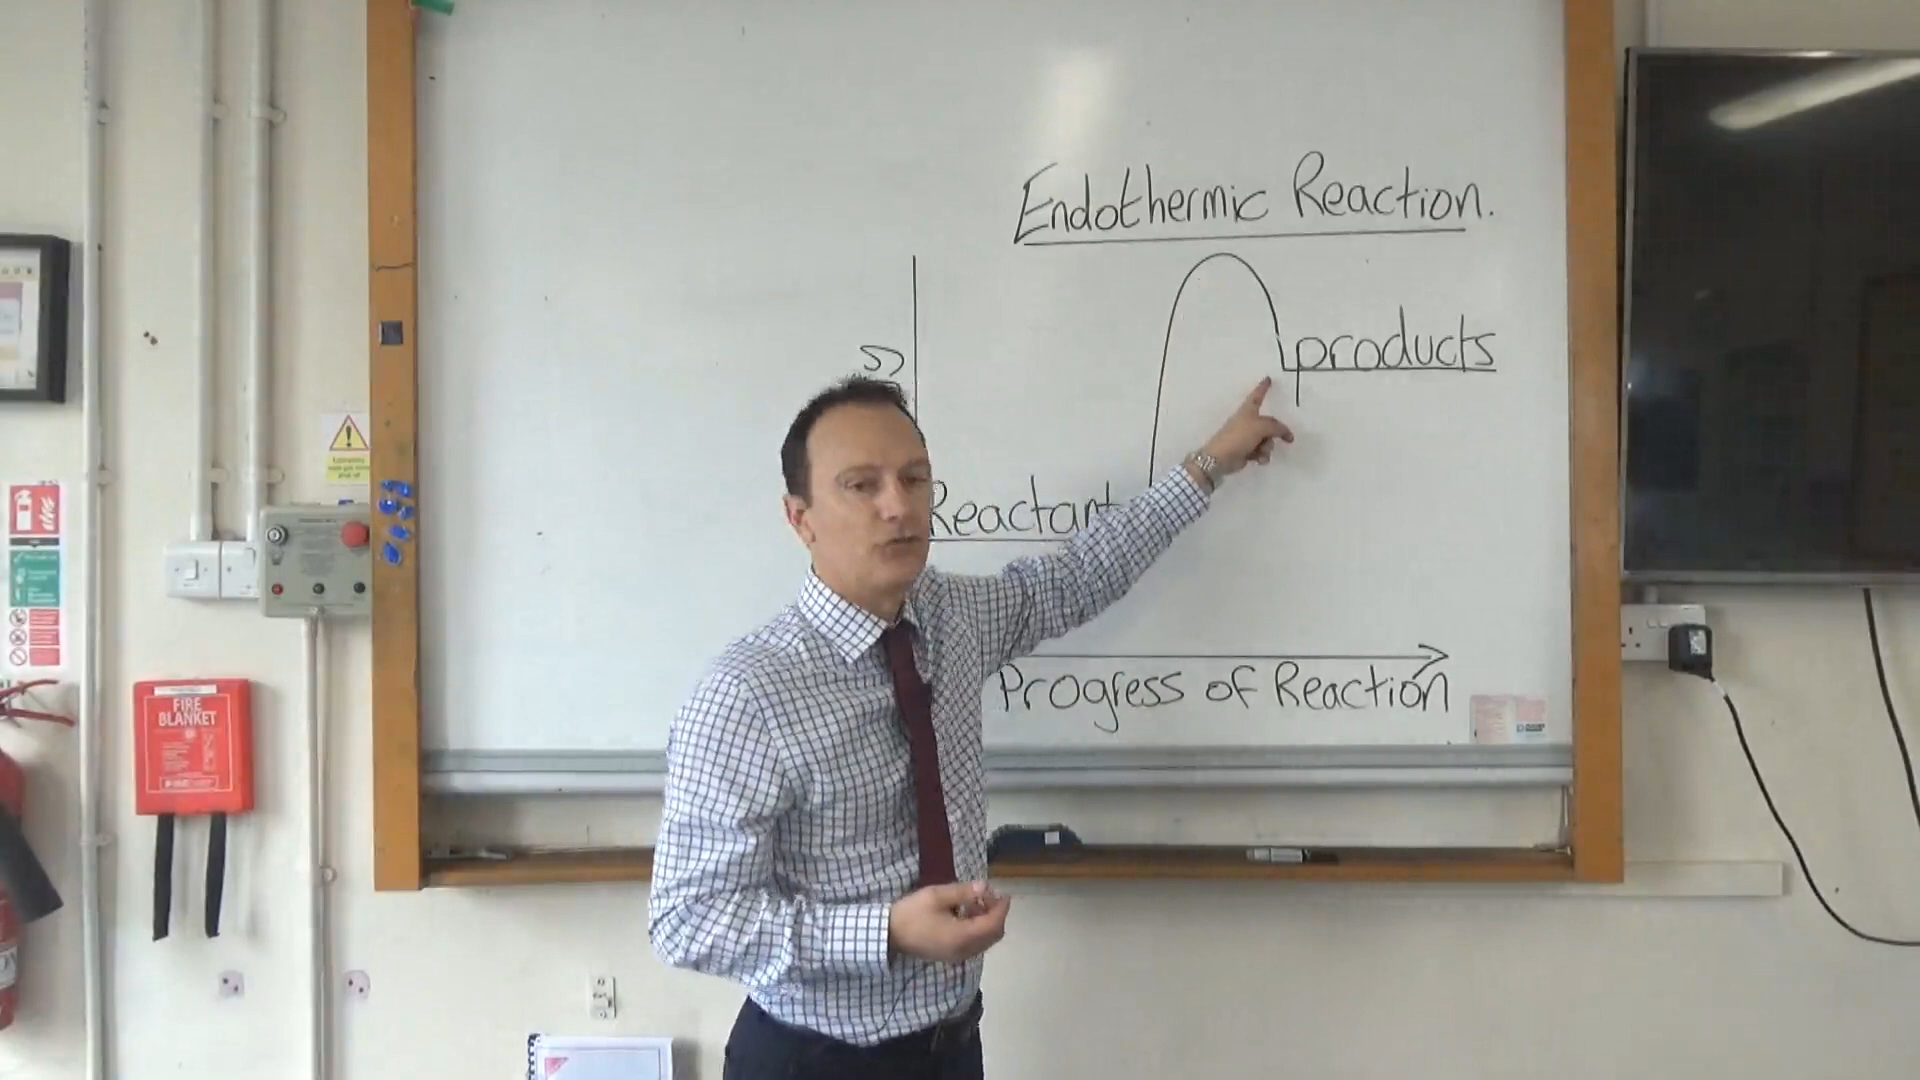 Endothermic Reaction.
products
Reactant
Progress of Reaction
FIRE
BLANKET